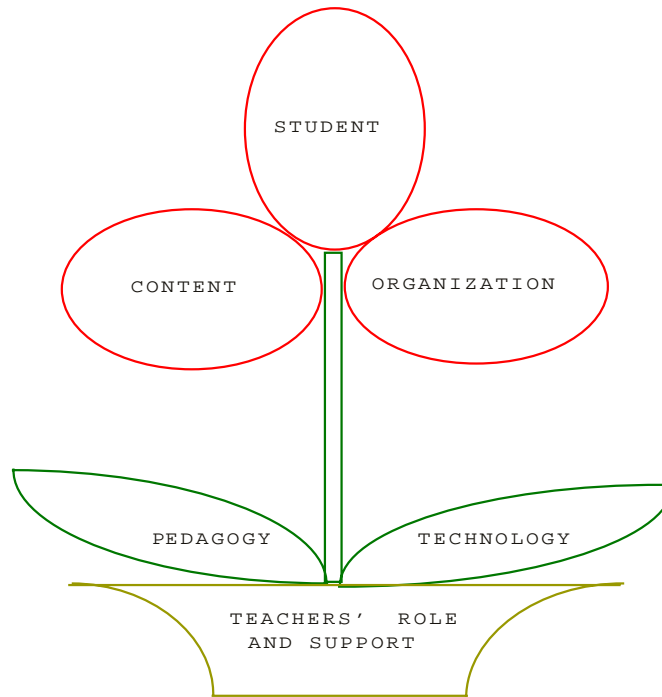 STUDENT
CONTENT
ORGANIZATION
PEDAGOGY
TECHNOLOGY
TEACHERS’ ROLE
AND SUPPORT